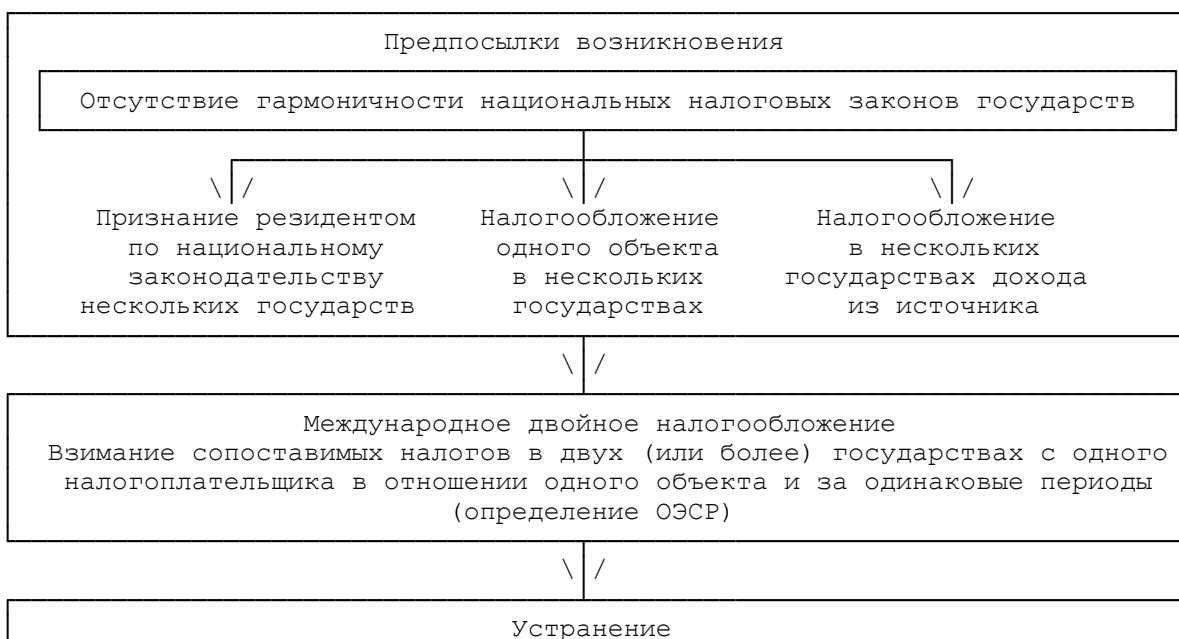 Предпосылки возникновения
Отсутствие гармоничности национальных налоговых законов государств
Признание резидентом Налогообложение Налогообложение
по национальному одного объекта в нескольких
законодательству в нескольких государствах дохода
нескольких государств государствах из источника
Международное двойное налогообложение
Взимание сопоставимых налогов в двух (или более) государствах с одного
налогоплательщика в отношении одного объекта и за одинаковые периоды
(определение ОЭСР)
Устранение